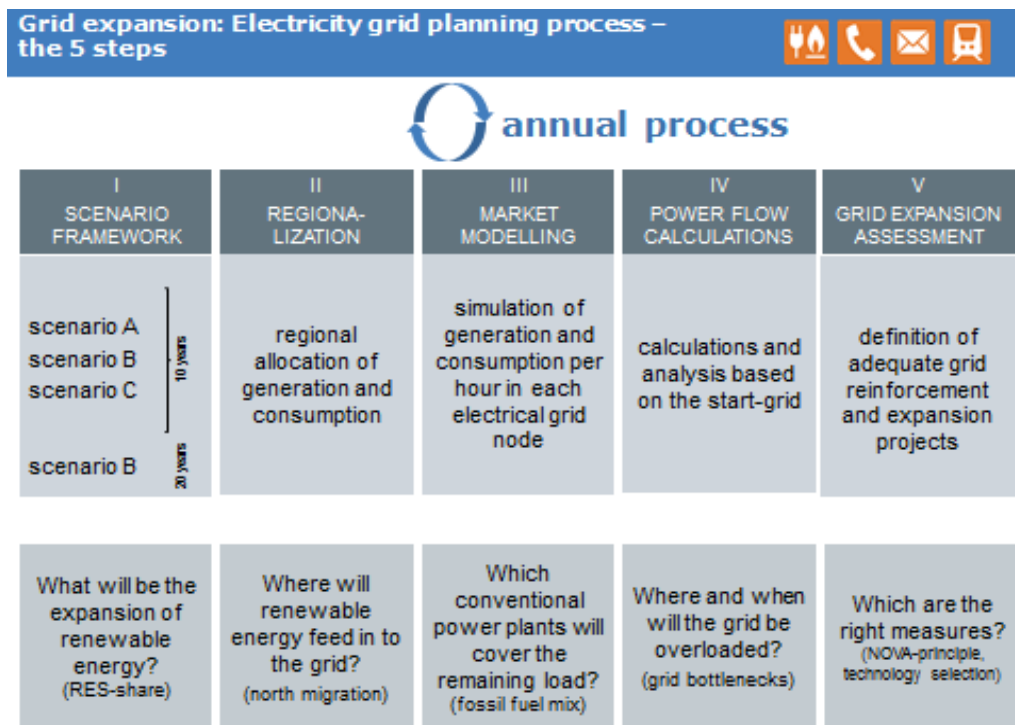 Grid expansion: Electricity grid planning process –
the 5 steps
annual process
I
SCENARIO
FRAMEWORK
II
REGIONA-
LIZATION
III
MARKET
MODELLING
IV
POWER FLOW
CALCULATIONS
V
GRID EXPANSION
ASSESSMENT
scenario A
scenario B
scenario C
10 years
scenario B
20 years
regional
allocation of
generation and
consumption
simulation of
generation and
consumption per
hour in each
electrical grid
node
calculations and
analysis based
on the start-grid
definition of
adequate grid
reinforcement
and expansion
projects
What will be the
expansion of
renewable
energy?
(RES-share)
Where will
renewable
energy feed in to
the grid?
(north migration)
Which
conventional
power plants will
cover the
remaining load?
(fossil fuel mix)
Where and when
will the grid be
overloaded?
(grid bottlenecks)
Which are the
right measures?
(NOVA-principle,
technology selection)